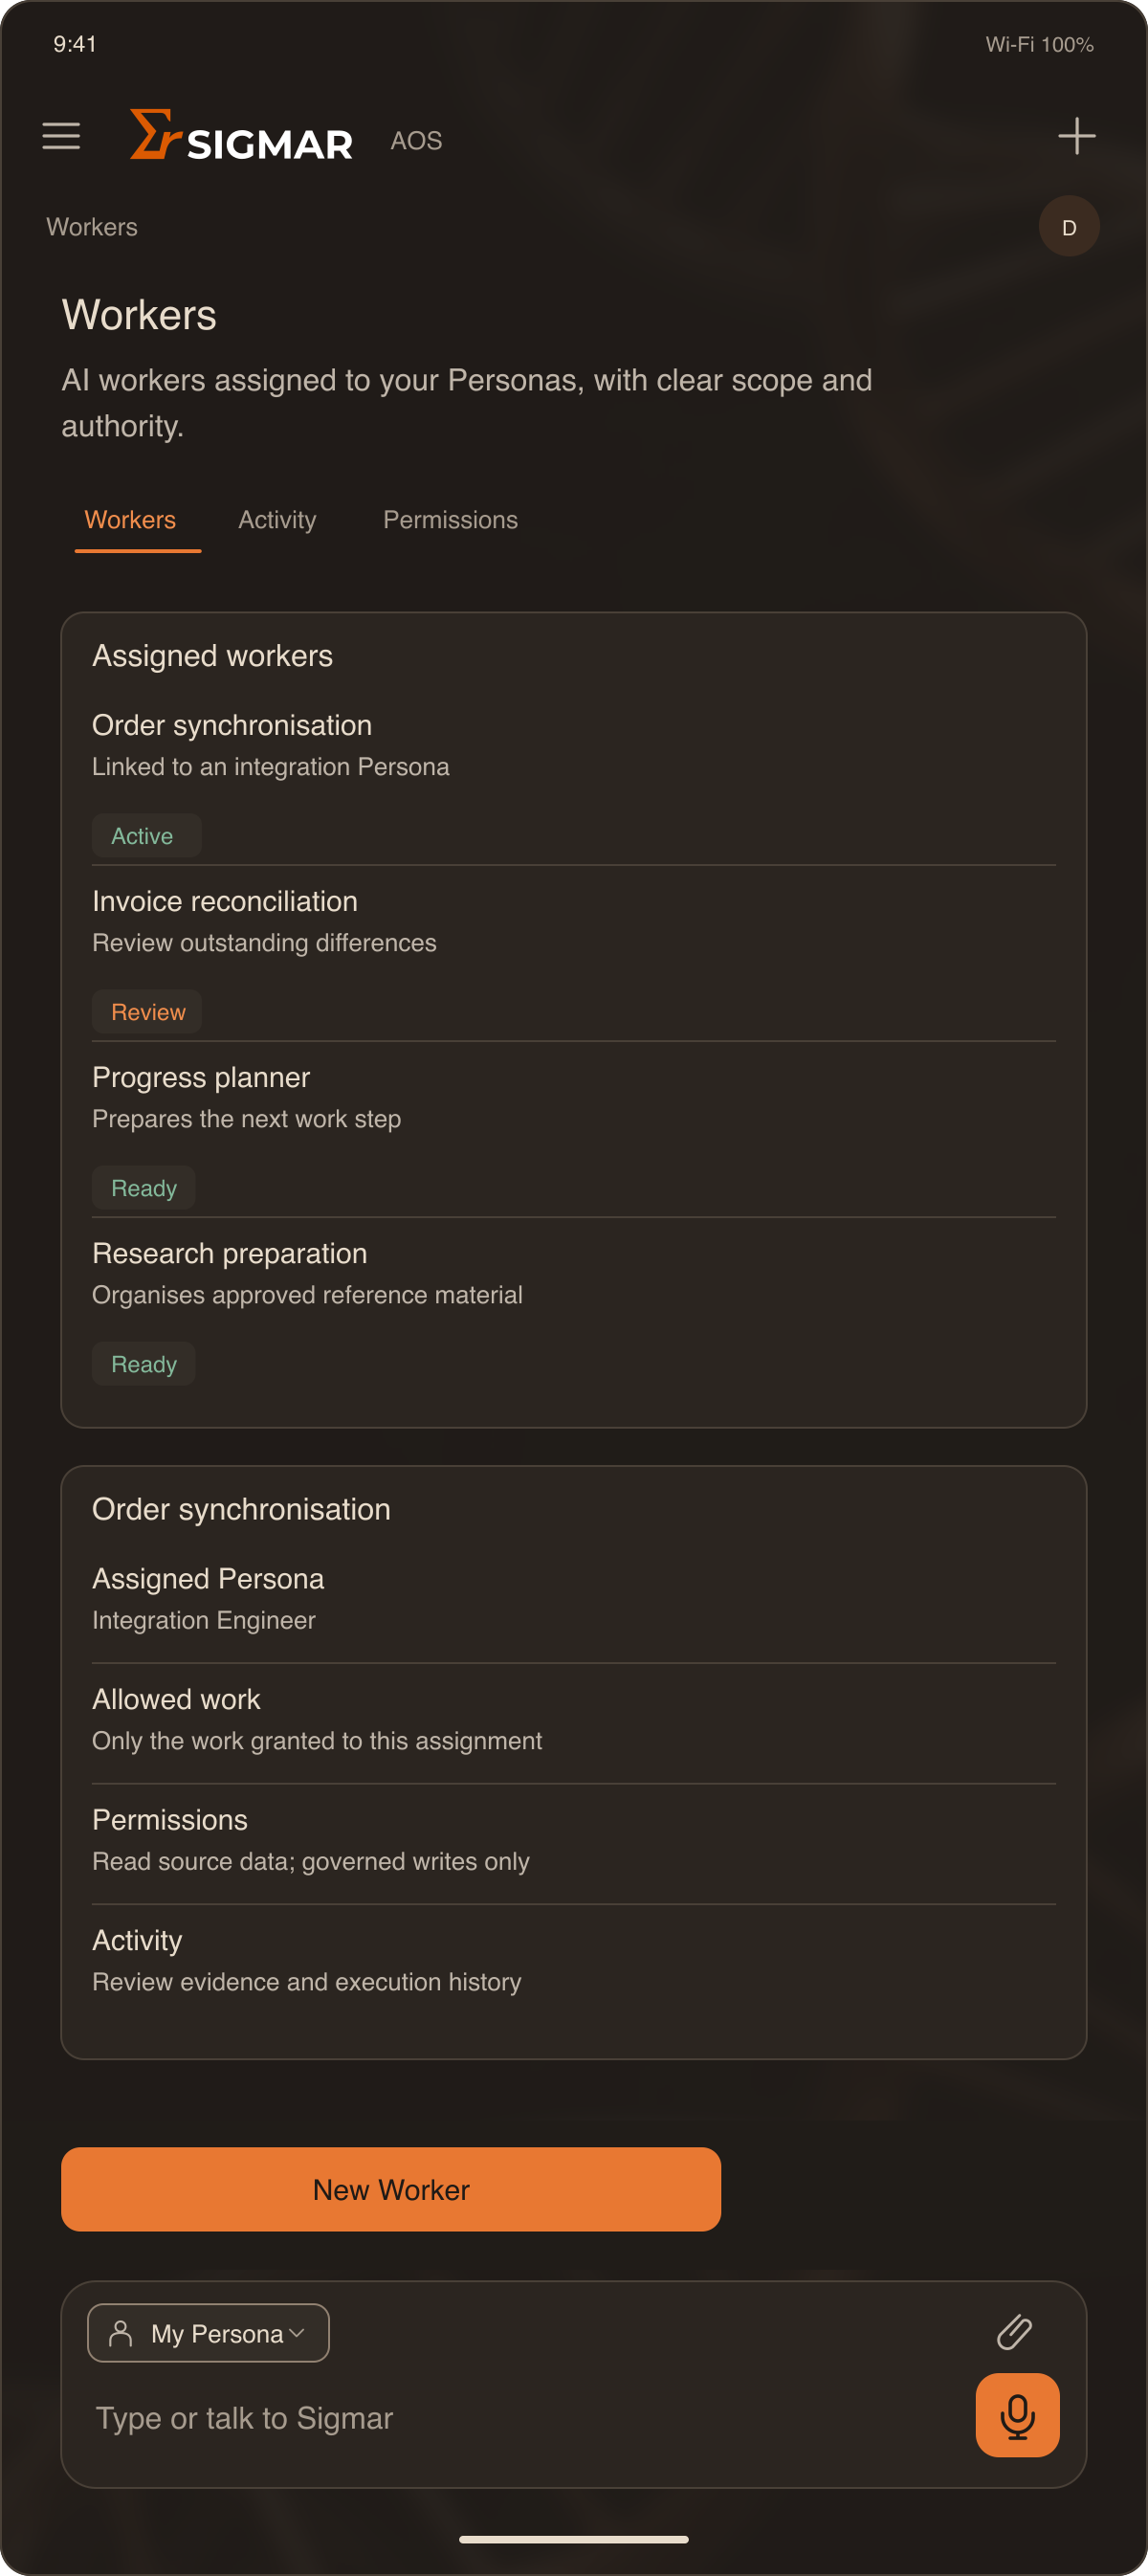 9:41
Wi-Fi 100%
Σr SIGMAR AOS
Workers
D
Workers
AI workers assigned to your Personas, with clear scope and
authority.
Workers Activity Permissions
Assigned workers
Order synchronisation
Linked to an integration Persona
Active
Invoice reconciliation
Review outstanding differences
Review
Progress planner
Prepares the next work step
Ready
Research preparation
Organises approved reference material
Ready
Order synchronisation
Assigned Persona
Integration Engineer
Allowed work
Only the work granted to this assignment
Permissions
Read source data; governed writes only
Activity
Review evidence and execution history
New Worker
My Persona
Type or talk to Sigmar